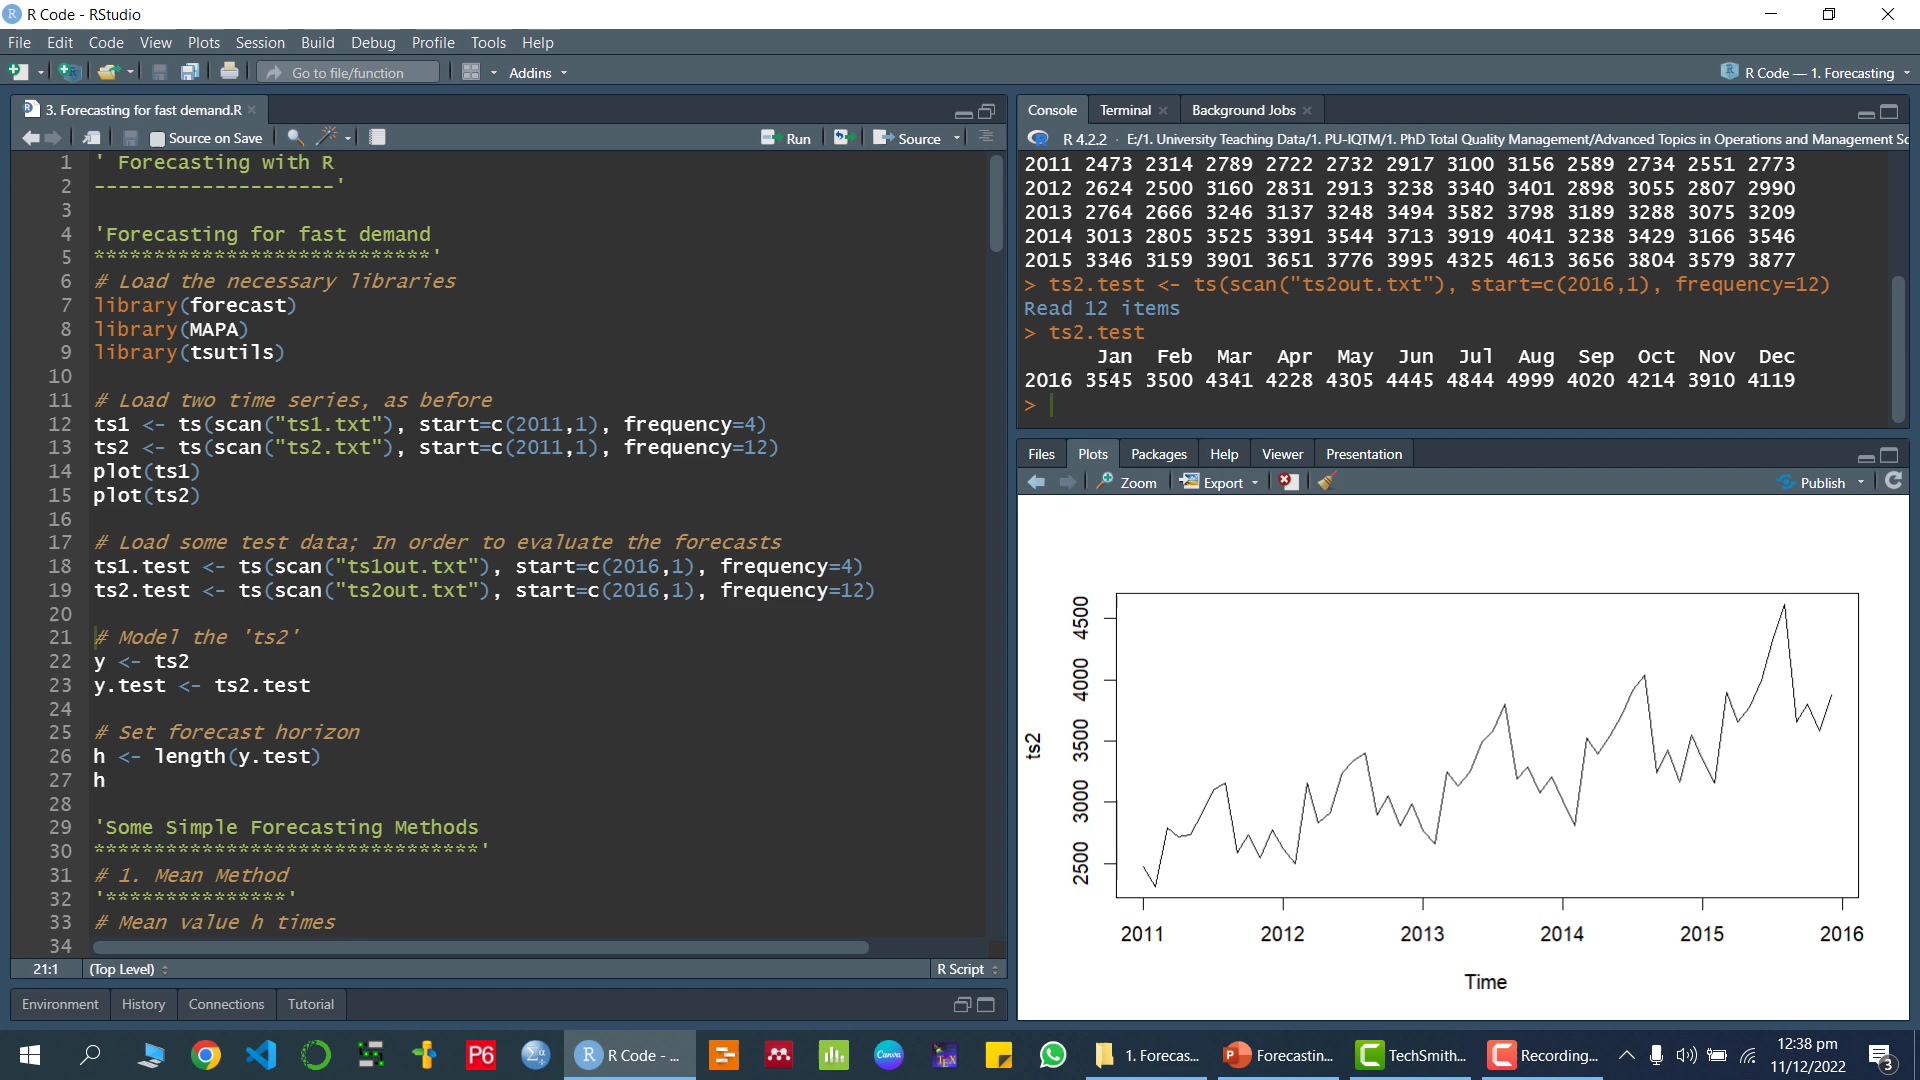 R Code - RStudio
File Edit Code View Plots Session Build Debug Profile Tools Help
Go to file/function Addins R Code — 1. Forecasting
3. Forecasting for fast demand.R
Source on Save Run Source
1 ' Forecasting with R
2 --------------------'
3
4 'Forecasting for fast demand
5 ****************************'
6 # Load the necessary libraries
7 library(forecast)
8 library(MAPA)
9 library(tsutils)
10
11 # Load two time series, as before
12 ts1 <- ts(scan("ts1.txt"), start=c(2011,1), frequency=4)
13 ts2 <- ts(scan("ts2.txt"), start=c(2011,1), frequency=12)
14 plot(ts1)
15 plot(ts2)
16
17 # Load some test data; In order to evaluate the forecasts
18 ts1.test <- ts(scan("ts1out.txt"), start=c(2016,1), frequency=4)
19 ts2.test <- ts(scan("ts2out.txt"), start=c(2016,1), frequency=12)
20
21 # Model the 'ts2'
22 y <- ts2
23 y.test <- ts2.test
24
25 # Set forecast horizon
26 h <- length(y.test)
27 h
28
29 'Some Simple Forecasting Methods
30 ********************************'
31 # 1. Mean Method
32 '***************'
33 # Mean value h times
34
21:1 (Top Level) R Script
Environment History Connections Tutorial
Console Terminal Background Jobs
R 4.2.2 · E:/1. University Teaching Data/1. PU-IQTM/1. PhD Total Quality Management/Advanced Topics in Operations and Management Sc
2011 2473 2314 2789 2722 2732 2917 3100 3156 2589 2734 2551 2773
2012 2624 2500 3160 2831 2913 3238 3340 3401 2898 3055 2807 2990
2013 2764 2666 3246 3137 3248 3494 3582 3798 3189 3288 3075 3209
2014 3013 2805 3525 3391 3544 3713 3919 4041 3238 3429 3166 3546
2015 3346 3159 3901 3651 3776 3995 4325 4613 3656 3804 3579 3877
> ts2.test <- ts(scan("ts2out.txt"), start=c(2016,1), frequency=12)
Read 12 items
> ts2.test
Jan Feb Mar Apr May Jun Jul Aug Sep Oct Nov Dec
2016 3545 3500 4341 4228 4305 4445 4844 4999 4020 4214 3910 4119
>
Files Plots Packages Help Viewer Presentation
Zoom Export Publish
ts2
4500
4000
3500
3000
2500
2011 2012 2013 2014 2015 2016
Time
P6 R Code - ... Canva TEX 1. Forecas... Forecastin... TechSmith... Recording...
12:38 pm
11/12/2022
3